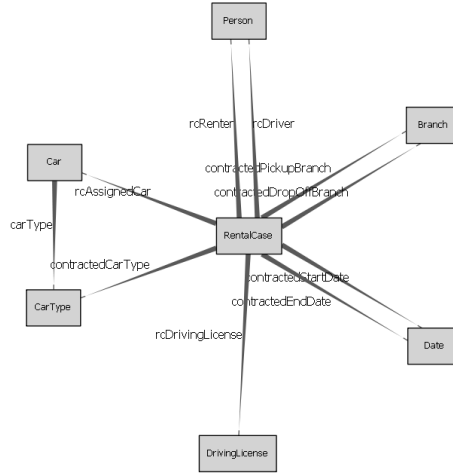 Person
rcRenter
rcDriver
Branch
contractedPickupBranch
Car
rcAssignedCar
contractedDropOffBranch
carType
RentalCase
contractedCarType
contractedStartDate
CarType
contractedEndDate
rcDrivingLicense
Date
DrivingLicense